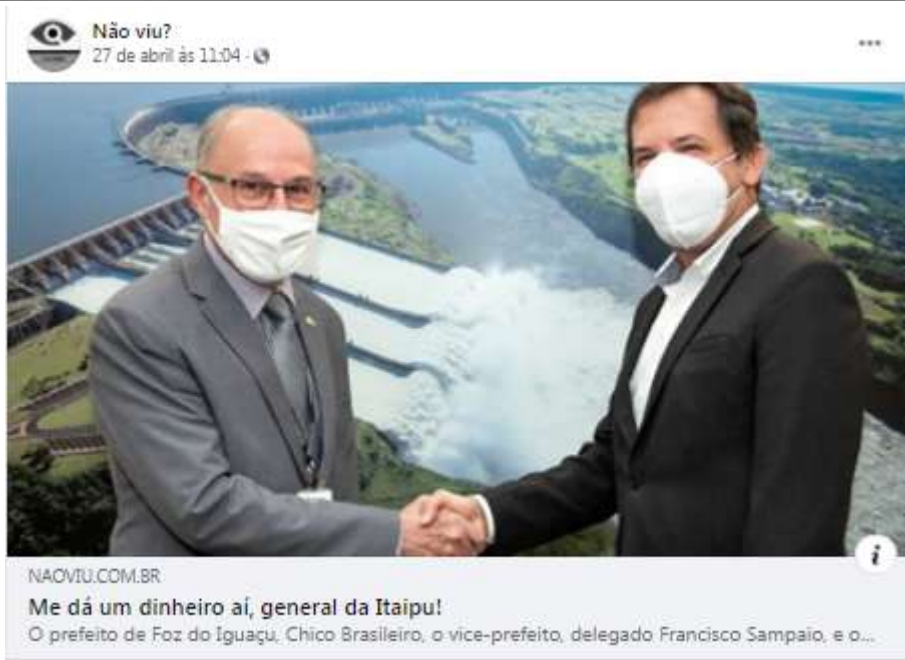 Não viu?
27 de abril às 11:04 ·
NAOVIU.COM.BR
Me dá um dinheiro aí, general da Itaipu!
O prefeito de Foz do Iguaçu, Chico Brasileiro, o vice-prefeito, delegado Francisco Sampaio, e o...